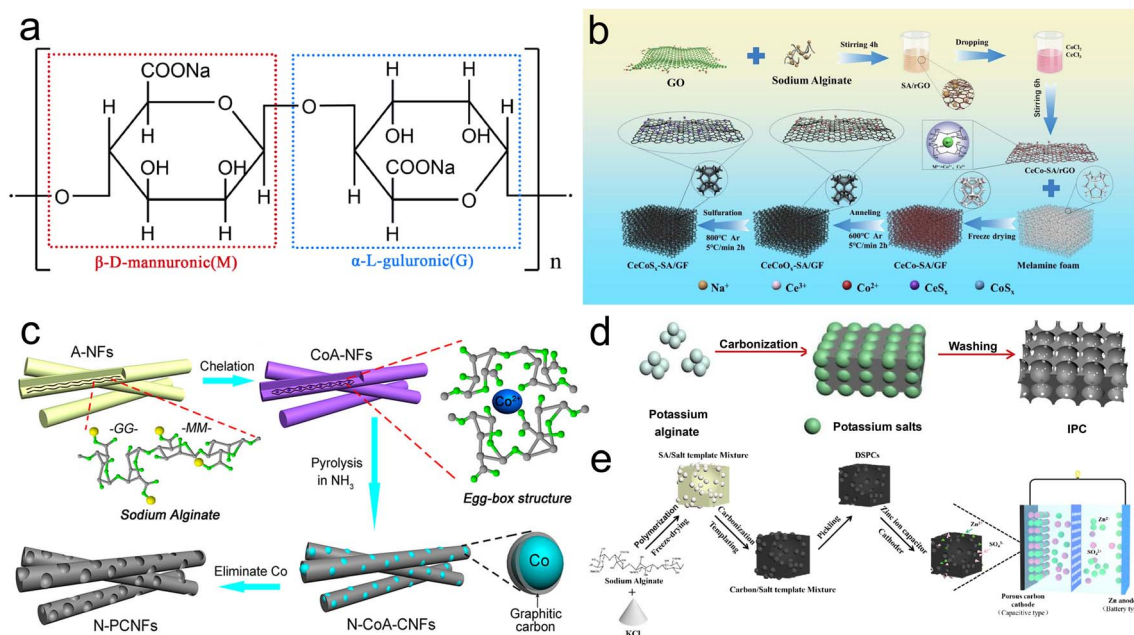 a
COONa
O
H
H
H
OH
OH
H
H
O
O
H
H
OH
OH
COONa
H
H
O
O
n
β-D-mannuronic(M)
α-L-guluronic(G)
b
GO
Sodium Alginate
Stirring 4h
SA/rGO
Dropping
CoCl₂
CeCl₃
Stirring 6h
CeCo-SA/rGO
Melamine foam
Freeze drying
CeCo-SA/GF
Anneling
600°C Ar
5°C/min 2h
CeCoOₓ-SA/GF
Sulfuration
800°C Ar
5°C/min 2h
CeCoSₓ-SA/GF
Na⁺
Ce³⁺
Co²⁺
CeSₓ
CoSₓ
c
A-NFs
Chelation
CoA-NFs
-GG-
-MM-
Sodium Alginate
Co²⁺
Egg-box structure
Pyrolysis
in NH₃
Co
Graphitic
carbon
N-CoA-CNFs
Eliminate Co
N-PCNFs
d
Potassium
alginate
Carbonization
Potassium salts
Washing
IPC
e
SA/Salt template Mixture
Polymerization
Freeze-drying
Sodium Alginate
+
KCl
Carbonization
Templating
Carbon/Salt template Mixture
Pickling
DSPCs
Zinc ion capacitor
Cathoder
Zn²⁺
SO₄²⁻
Zn²⁺
SO₄²⁻
Porous carbon
cathode
(Capacitive type)
Zn anode
(Battery ty